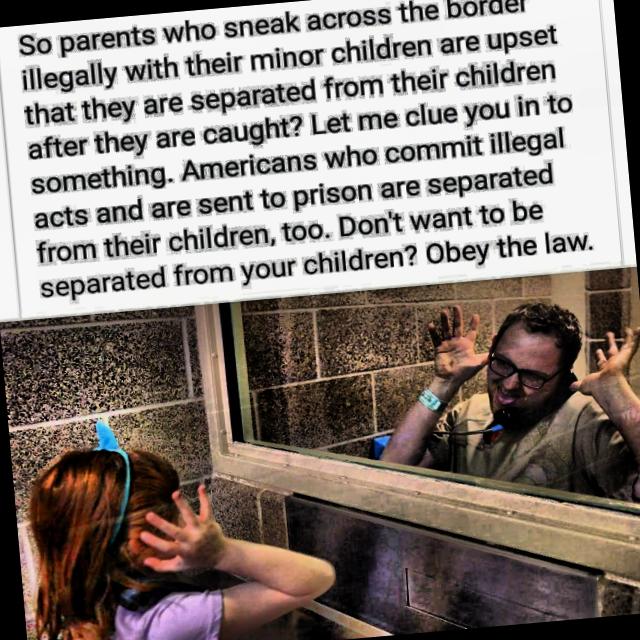 So parents who sneak across the border
illegally with their minor children are upset
that they are separated from their children
after they are caught? Let me clue you in to
something. Americans who commit illegal
acts and are sent to prison are separated
from their children, too. Don't want to be
separated from your children? Obey the law.